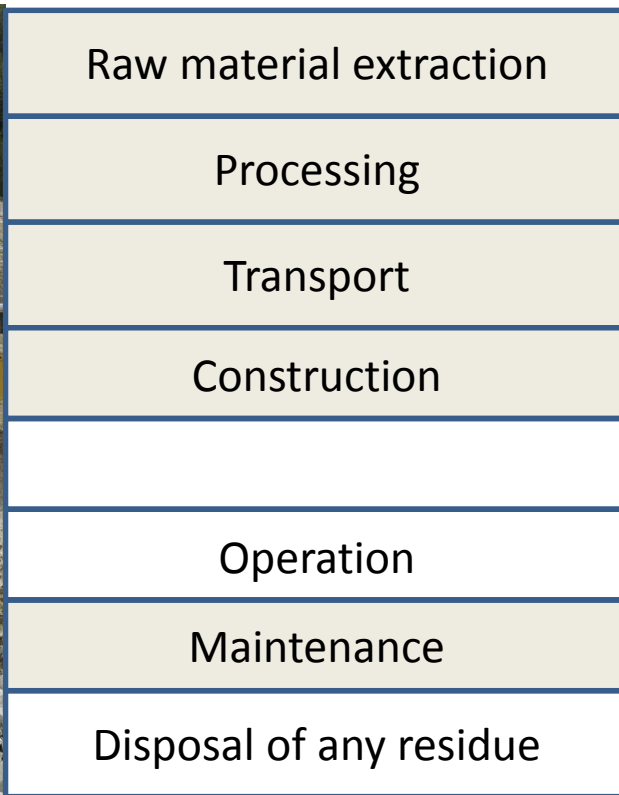 Raw material extraction
Processing
Transport
Construction
Operation
Maintenance
Disposal of any residue